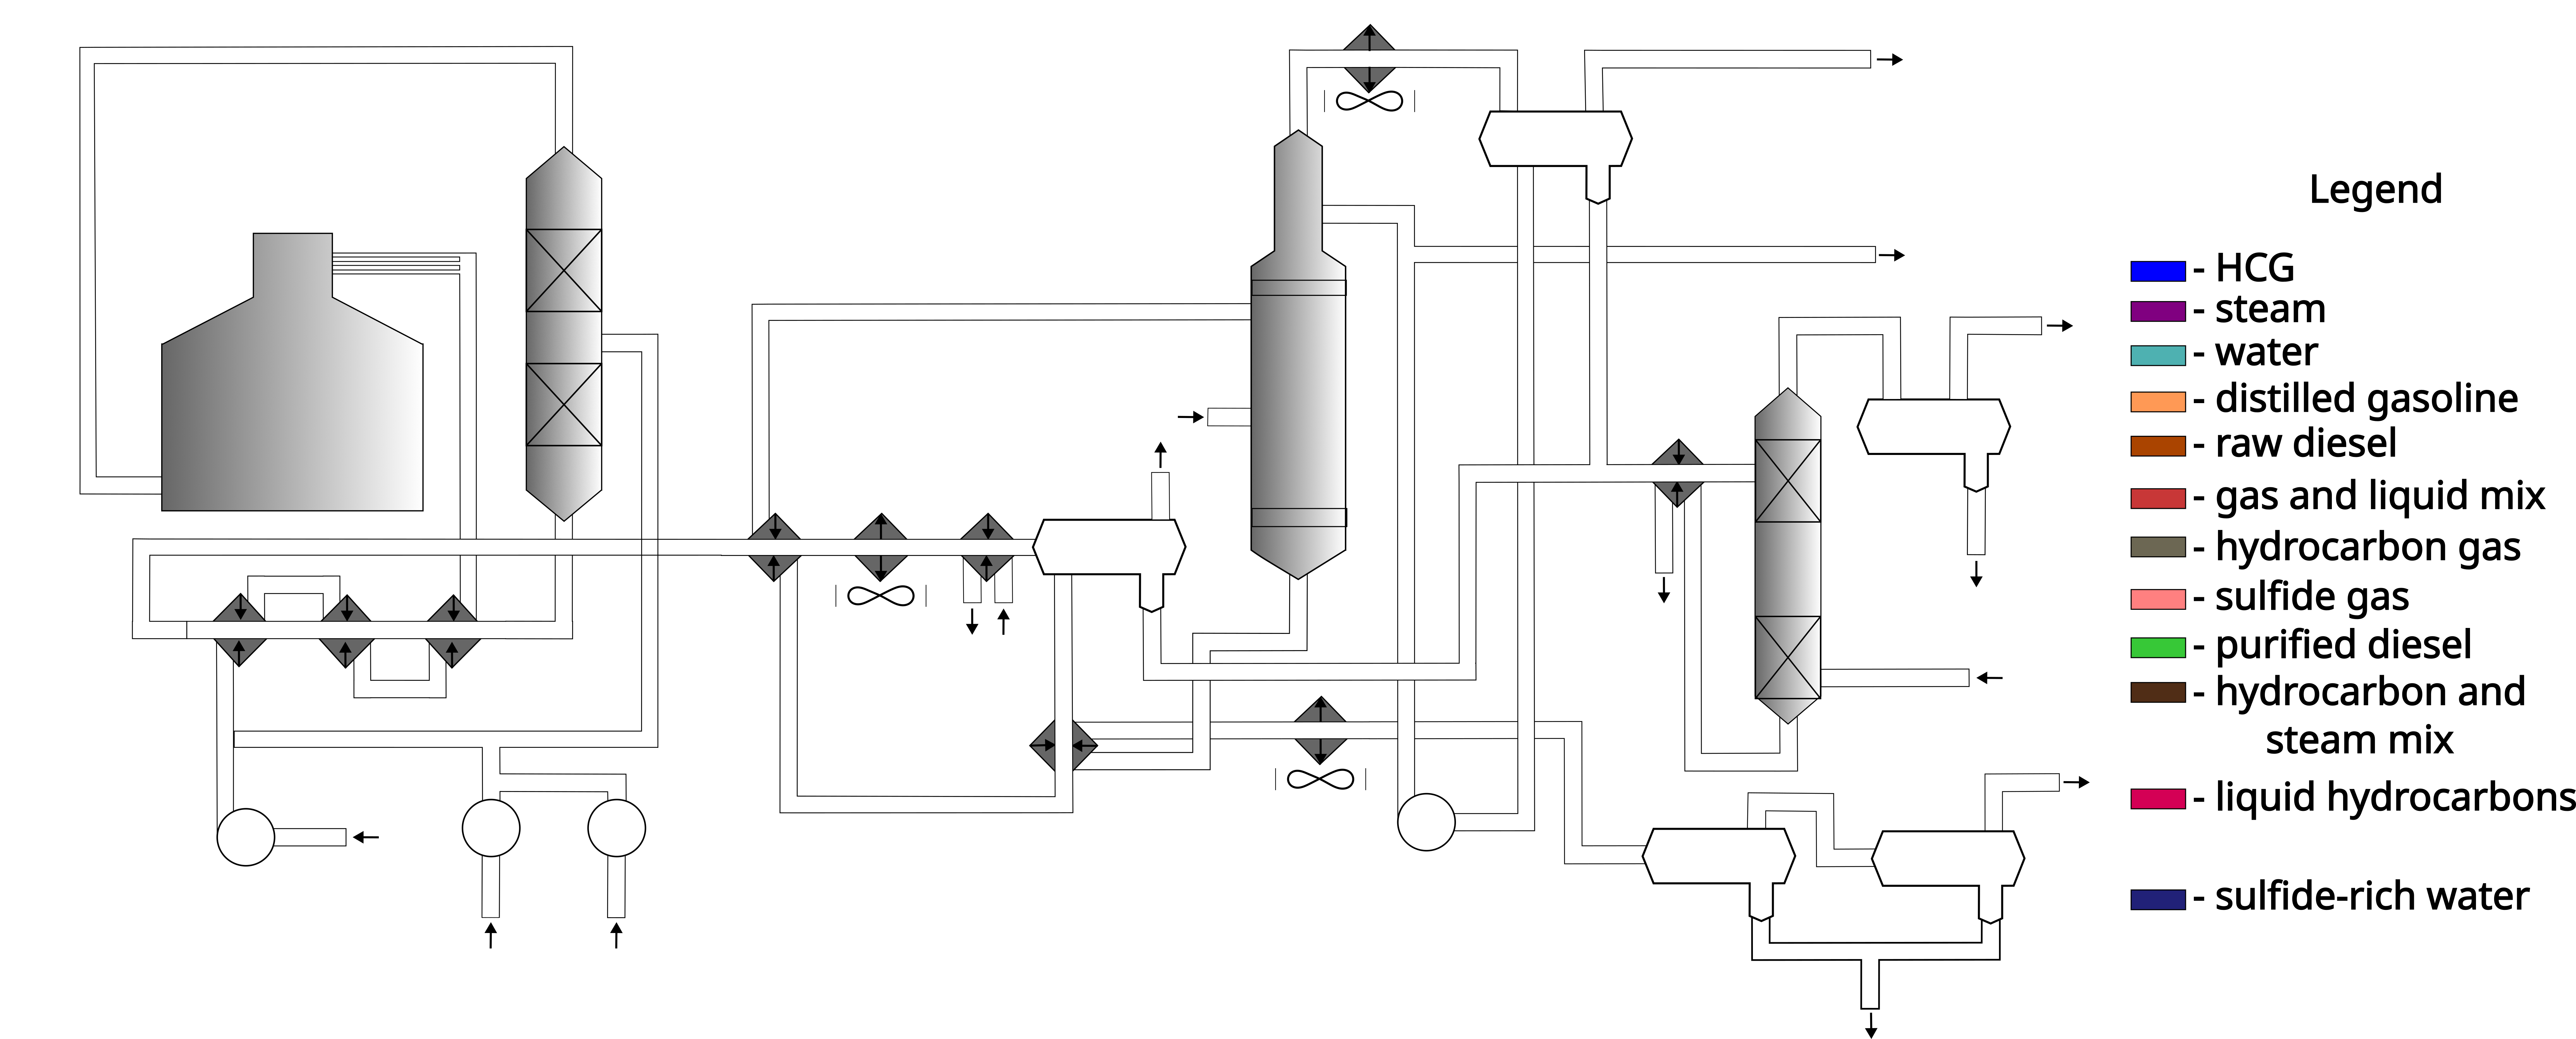 Legend
- HCG
- steam
- water
- distilled gasoline
- raw diesel
- gas and liquid mix
- hydrocarbon gas
- sulfide gas
- purified diesel
- hydrocarbon and
steam mix
- liquid hydrocarbons
- sulfide-rich water